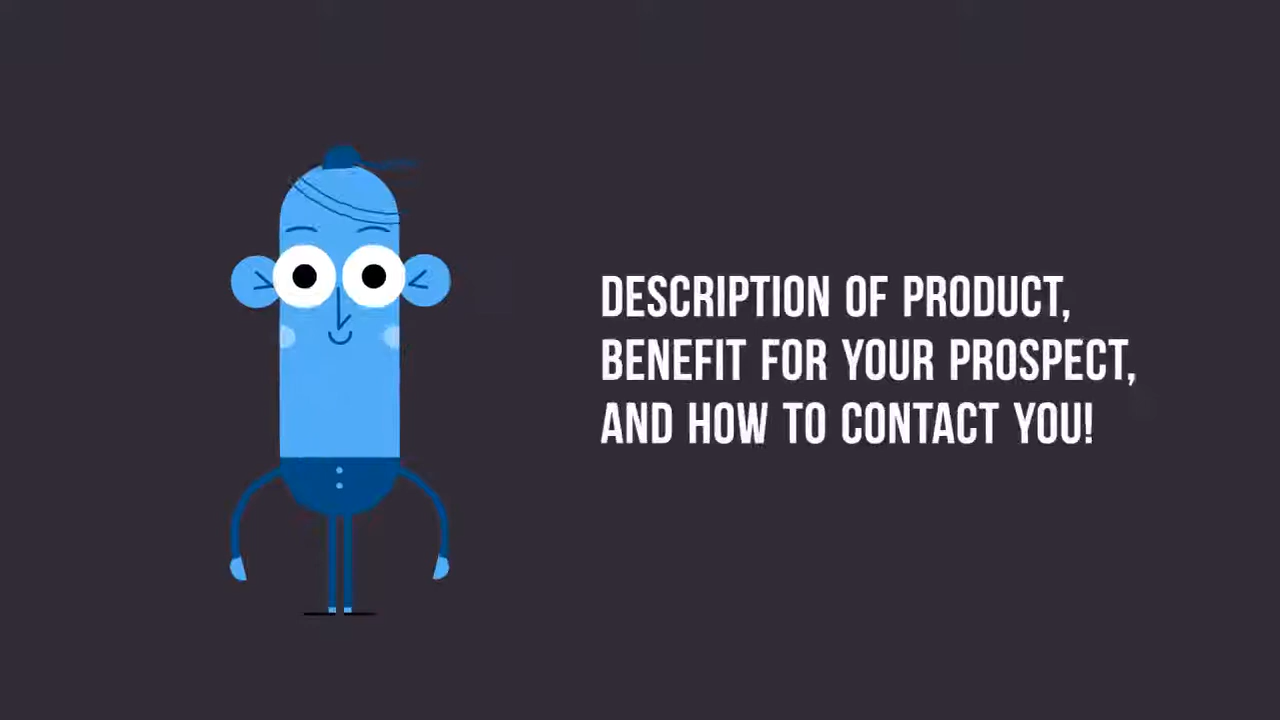 DESCRIPTION OF PRODUCT,
BENEFIT FOR YOUR PROSPECT,
AND HOW TO CONTACT YOU!